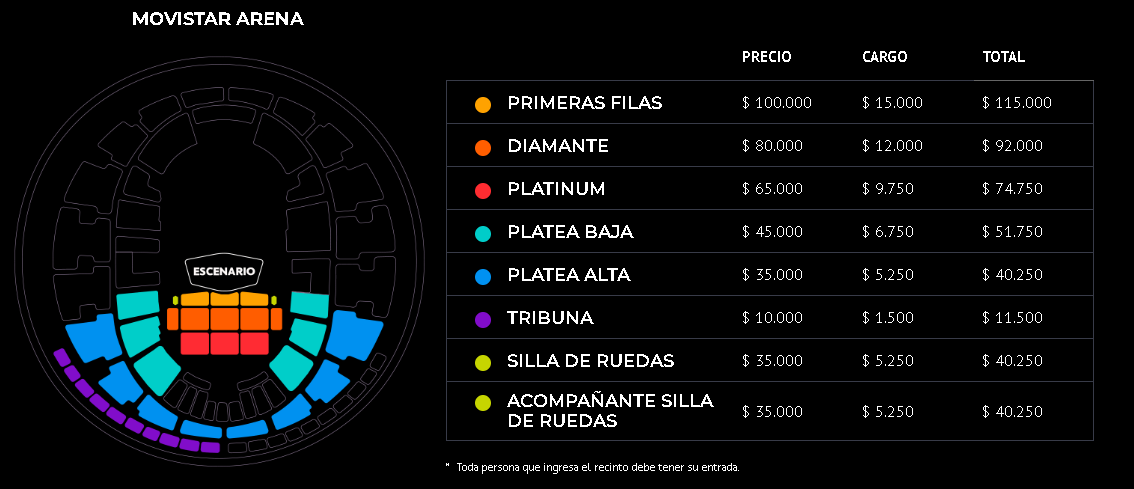 MOVISTAR ARENA
ESCENARIO
PRECIO CARGO TOTAL
PRIMERAS FILAS $ 100.000 $ 15.000 $ 115.000
DIAMANTE $ 80.000 $ 12.000 $ 92.000
PLATINUM $ 65.000 $ 9.750 $ 74.750
PLATEA BAJA $ 45.000 $ 6.750 $ 51.750
PLATEA ALTA $ 35.000 $ 5.250 $ 40.250
TRIBUNA $ 10.000 $ 1.500 $ 11.500
SILLA DE RUEDAS $ 35.000 $ 5.250 $ 40.250
ACOMPAÑANTE SILLA
DE RUEDAS $ 35.000 $ 5.250 $ 40.250
* Toda persona que ingresa el recinto debe tener su entrada.